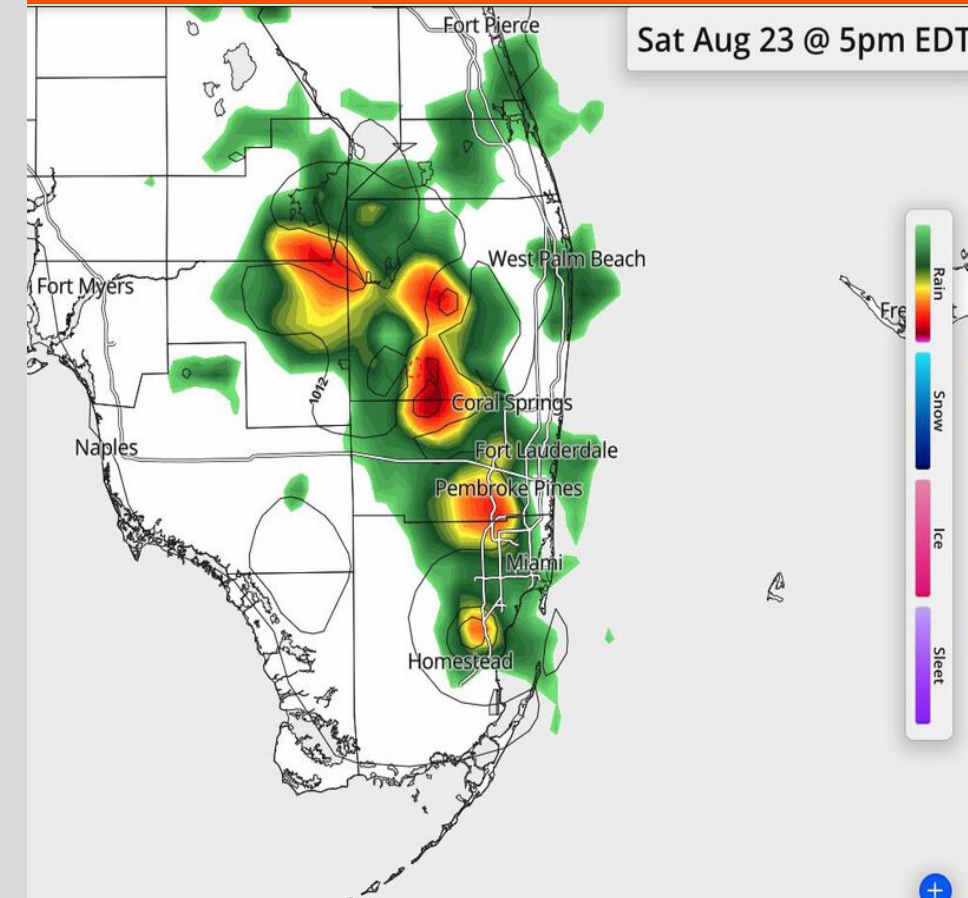 Fort Pierce
Sat Aug 23 @ 5pm EDT
West Palm Beach
Fort Myers
1012
Coral Springs
Naples
Fort Lauderdale
Pembroke Pines
Miami
Homestead
Rain
Snow
Ice
Sleet
+